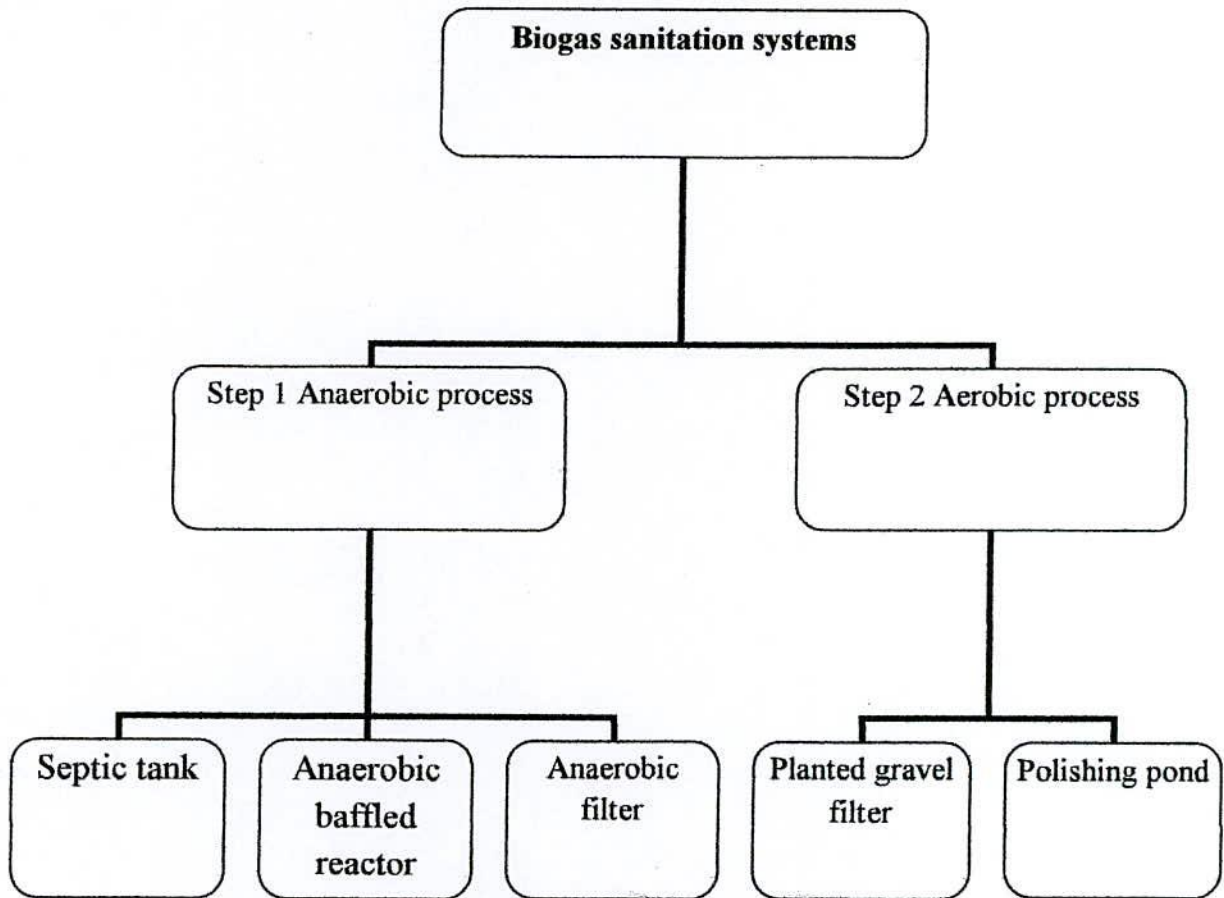 Biogas sanitation systems
Step 1 Anaerobic process
Step 2 Aerobic process
Septic tank
Anaerobic
baffled
reactor
Anaerobic
filter
Planted gravel
filter
Polishing pond